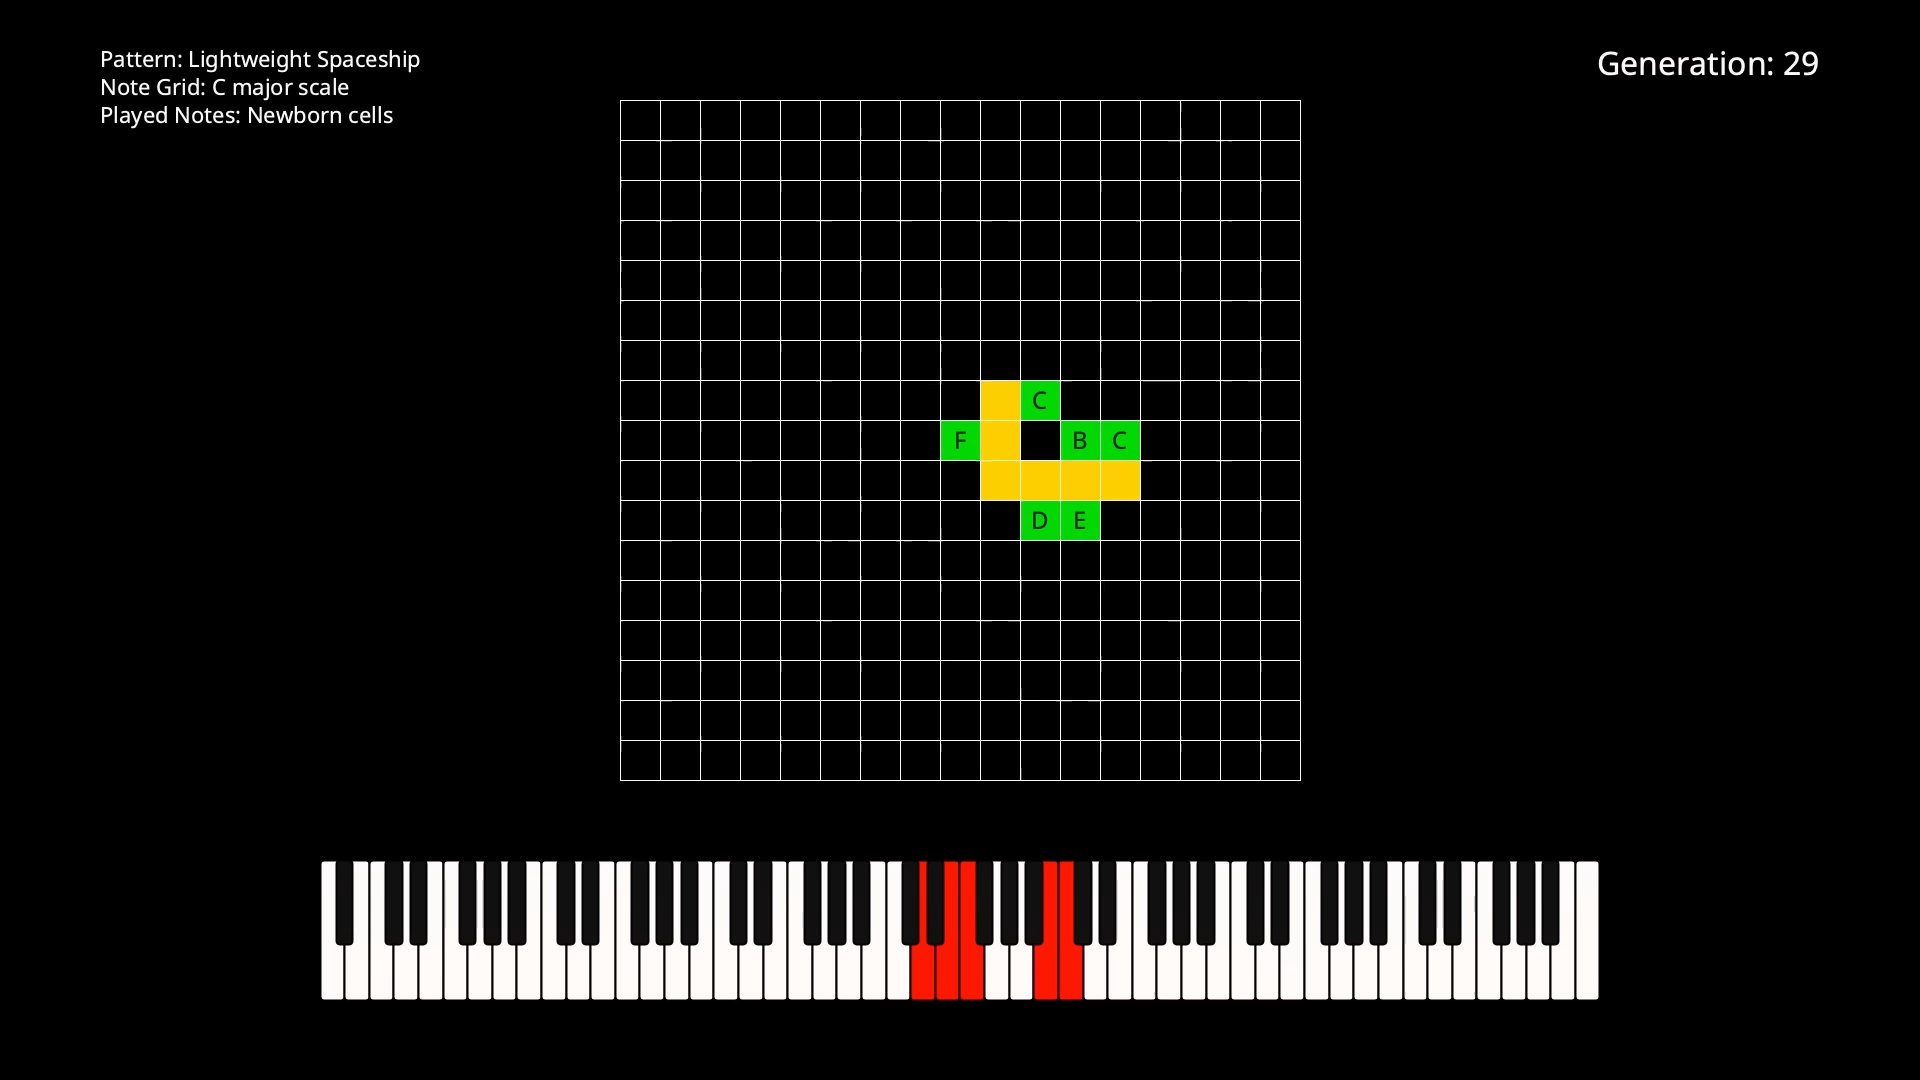 Pattern: Lightweight Spaceship
Note Grid: C major scale
Played Notes: Newborn cells
Generation: 29
C
F B C
D E